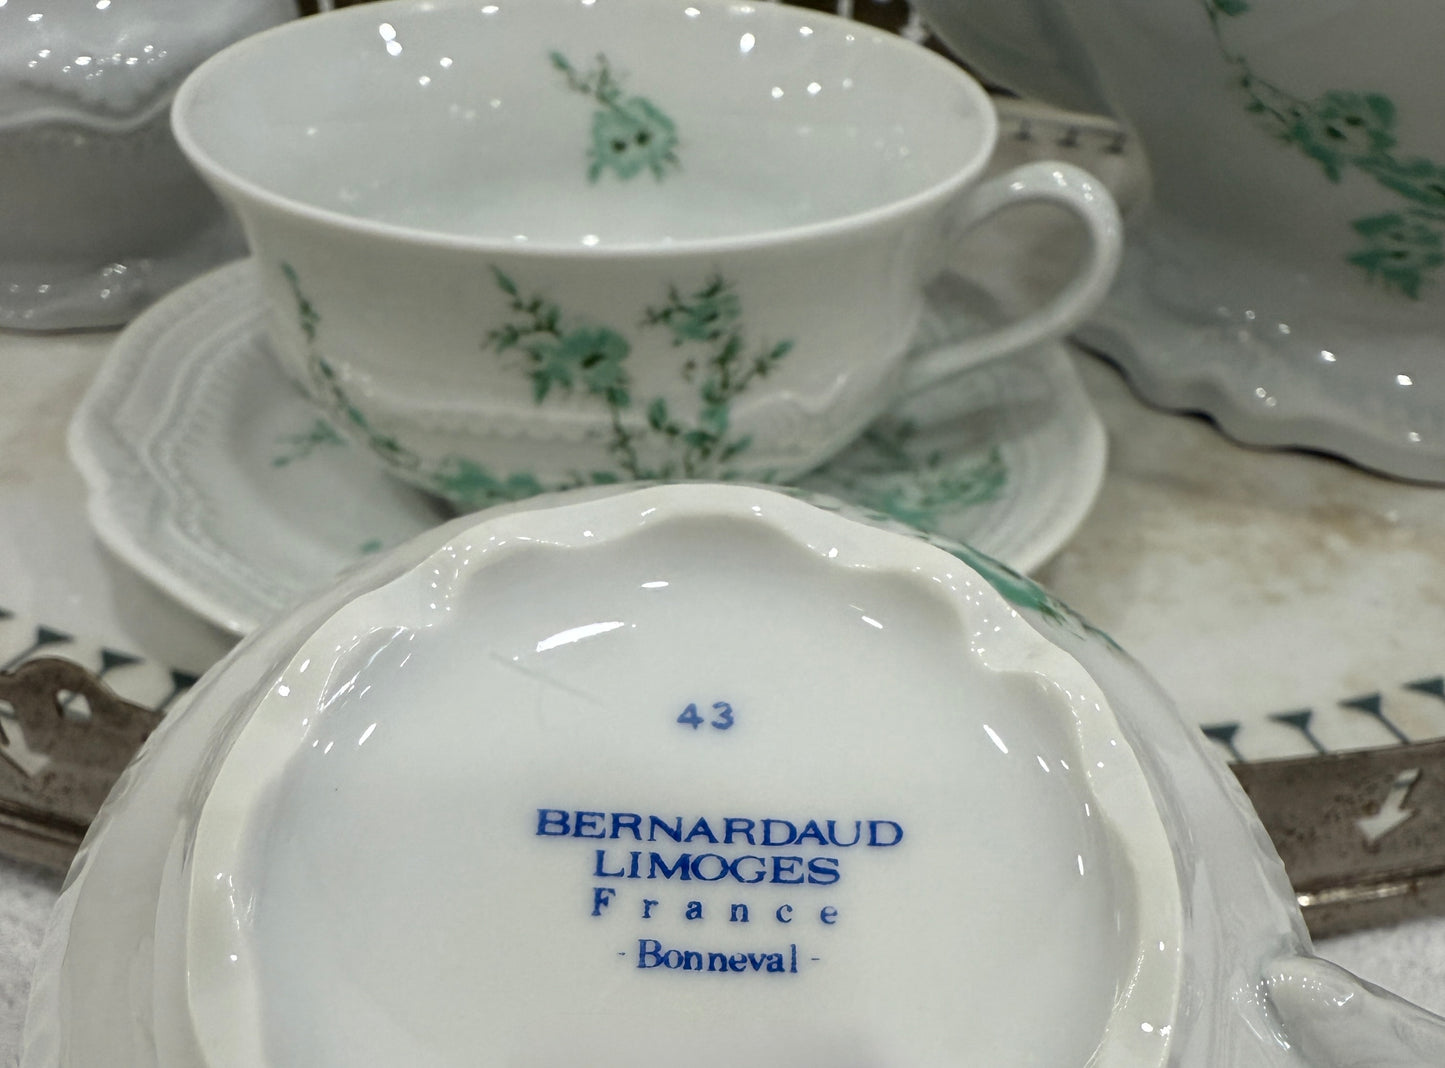 43
BERNARDAUD
LIMOGES
France
- Bonneval -